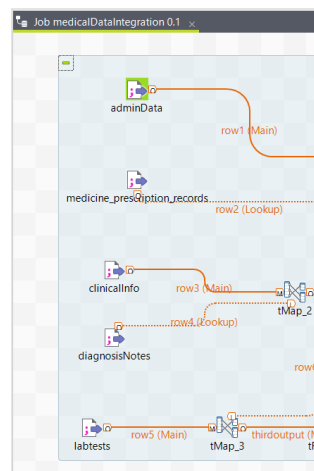 Job medicalDataIntegration 0.1
adminData
row1 (Main)
medicine_prescription_records
row2 (Lookup)
clinicalInfo
row3 (Main)
M
tMap_2
row4 (Lookup)
diagnosisNotes
row6
labtests
row5 (Main)
M
tMap_3
thirdoutput (M